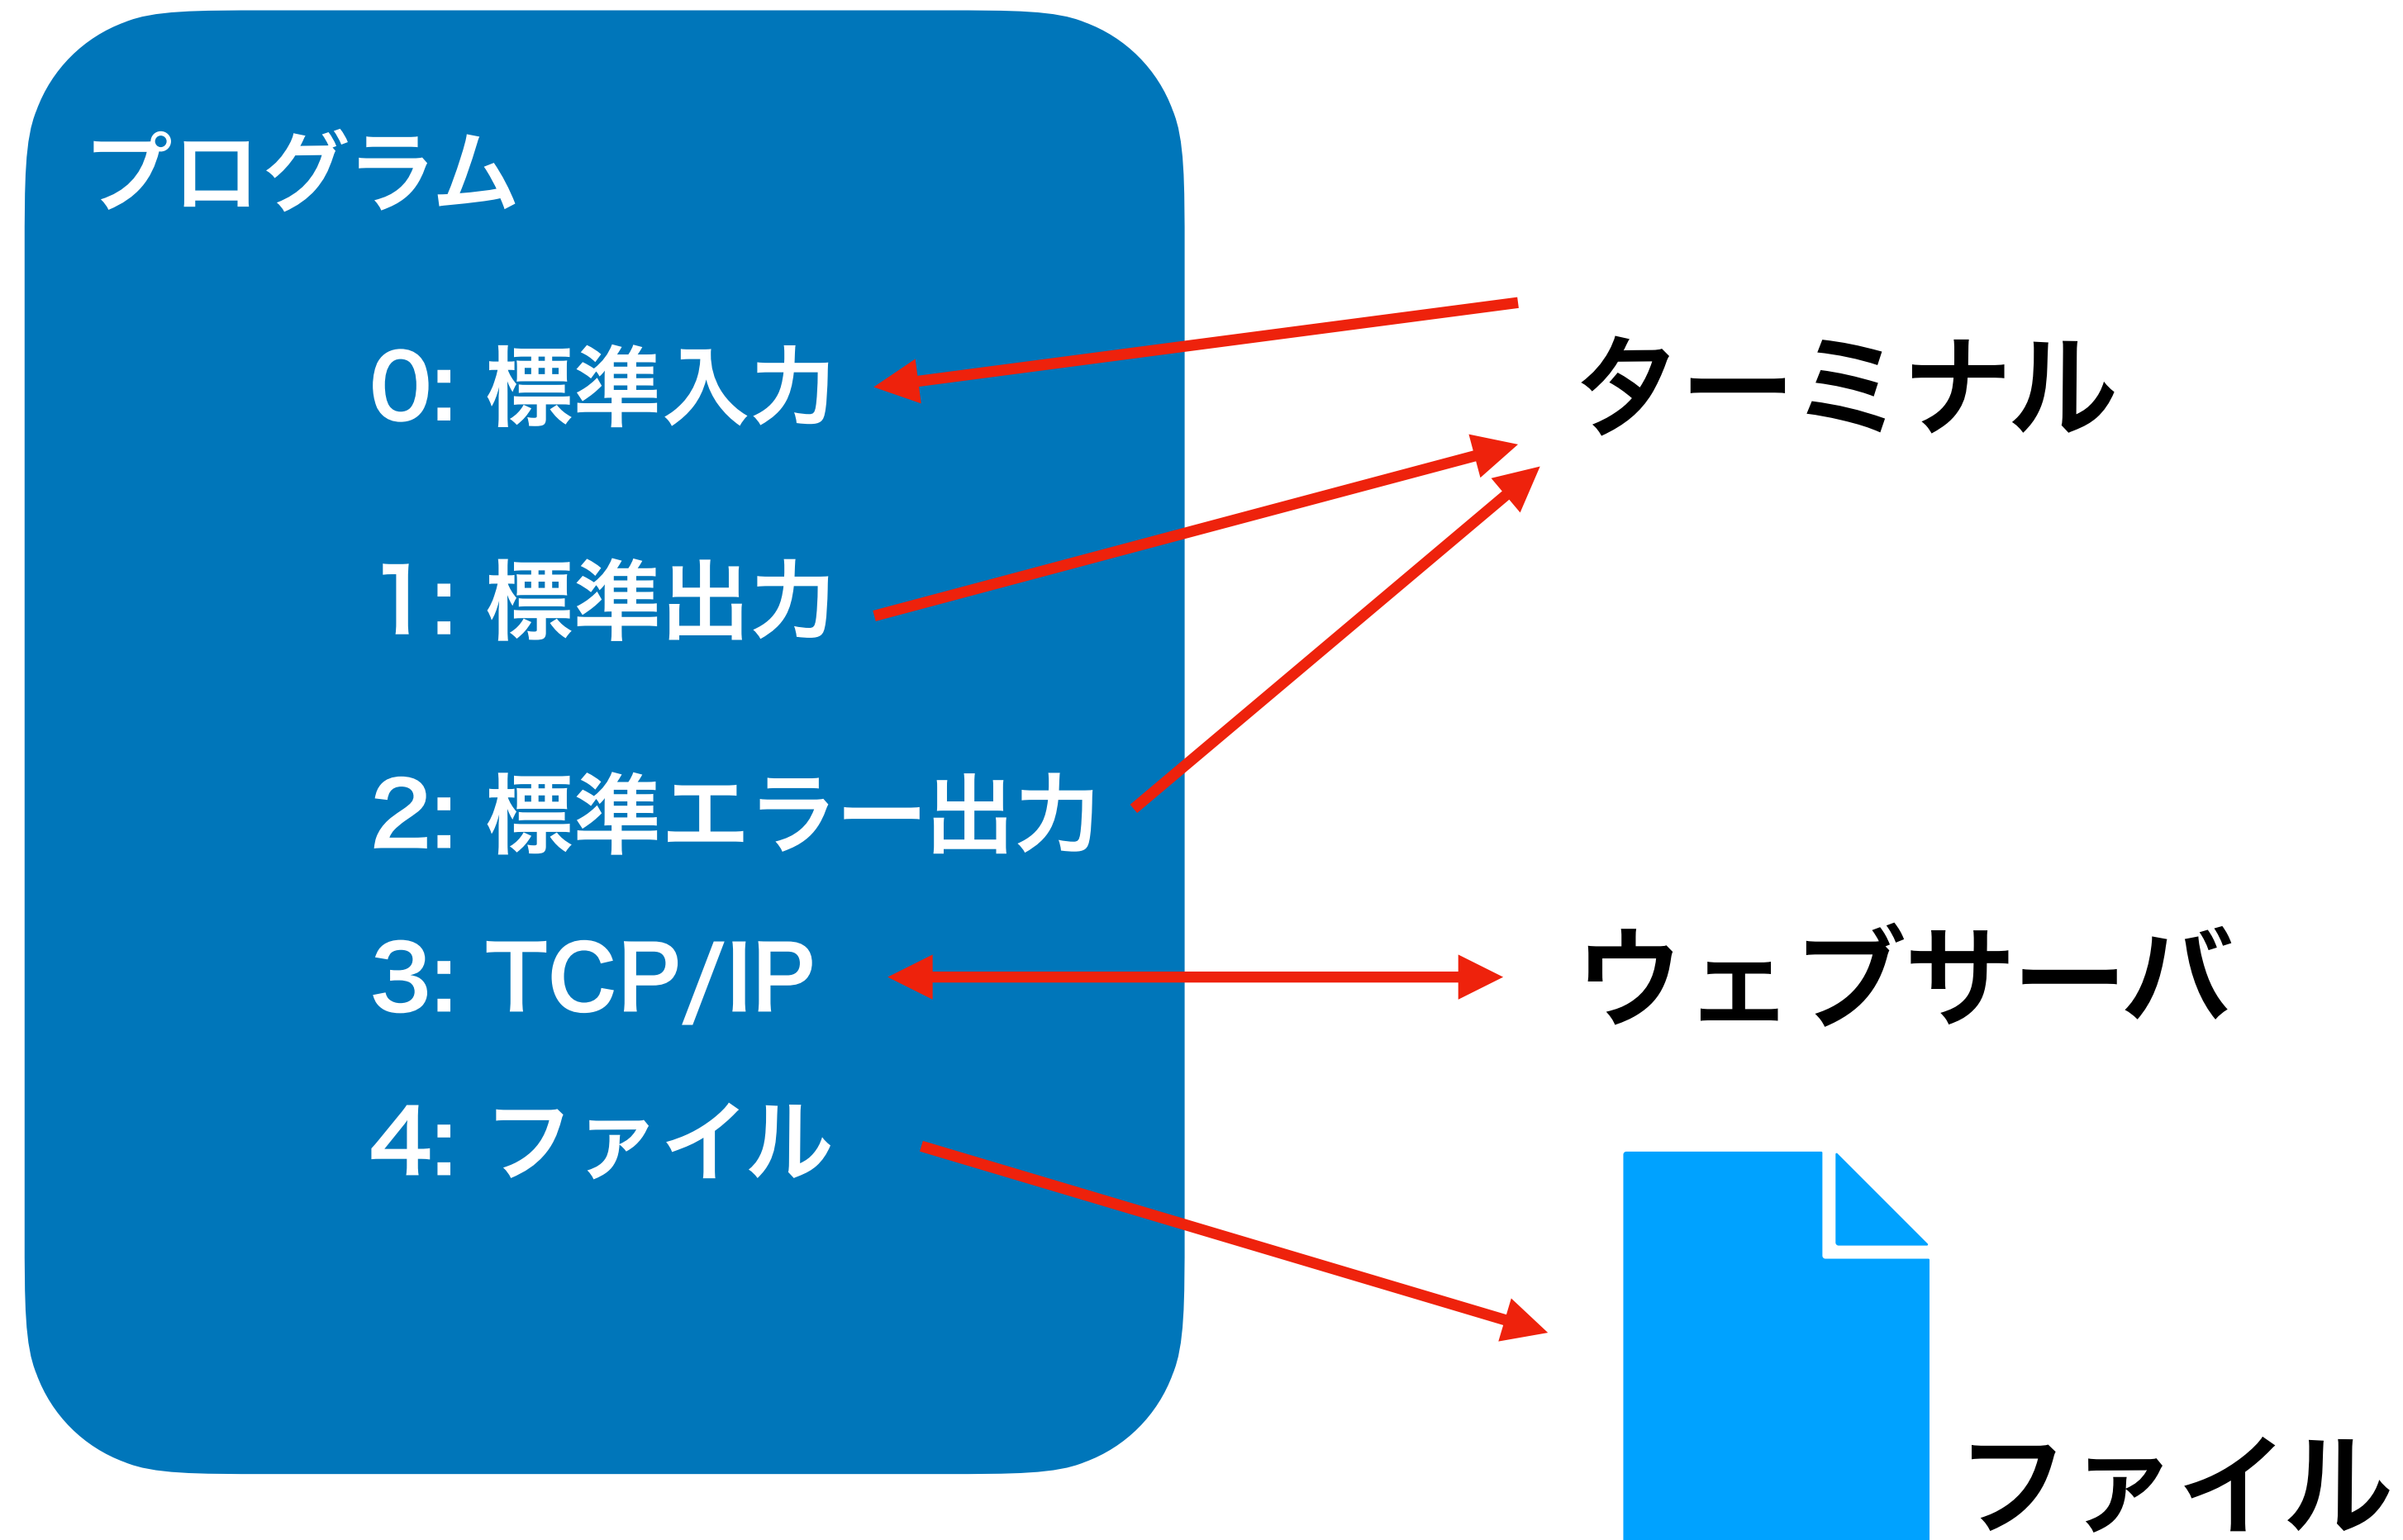 プログラム
0: 標準入力
ターミナル
1: 標準出力
2: 標準エラー出力
3: TCP/IP
ウェブサーバ
4: ファイル
ファイル